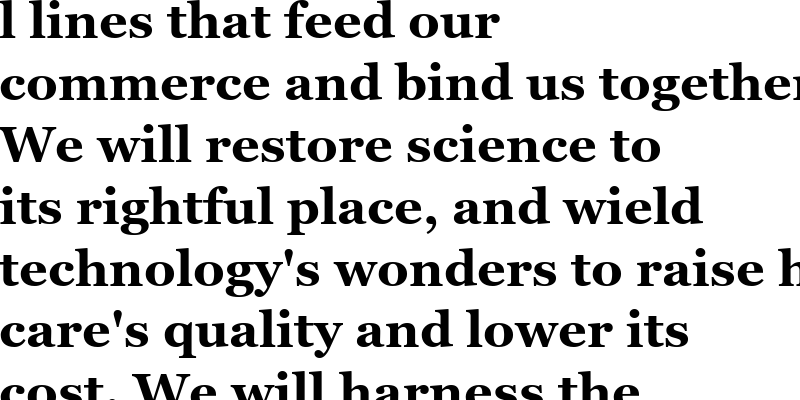 l lines that feed our
commerce and bind us together
We will restore science to
its rightful place, and wield
technology's wonders to raise h
care's quality and lower its
cost. We will harness the